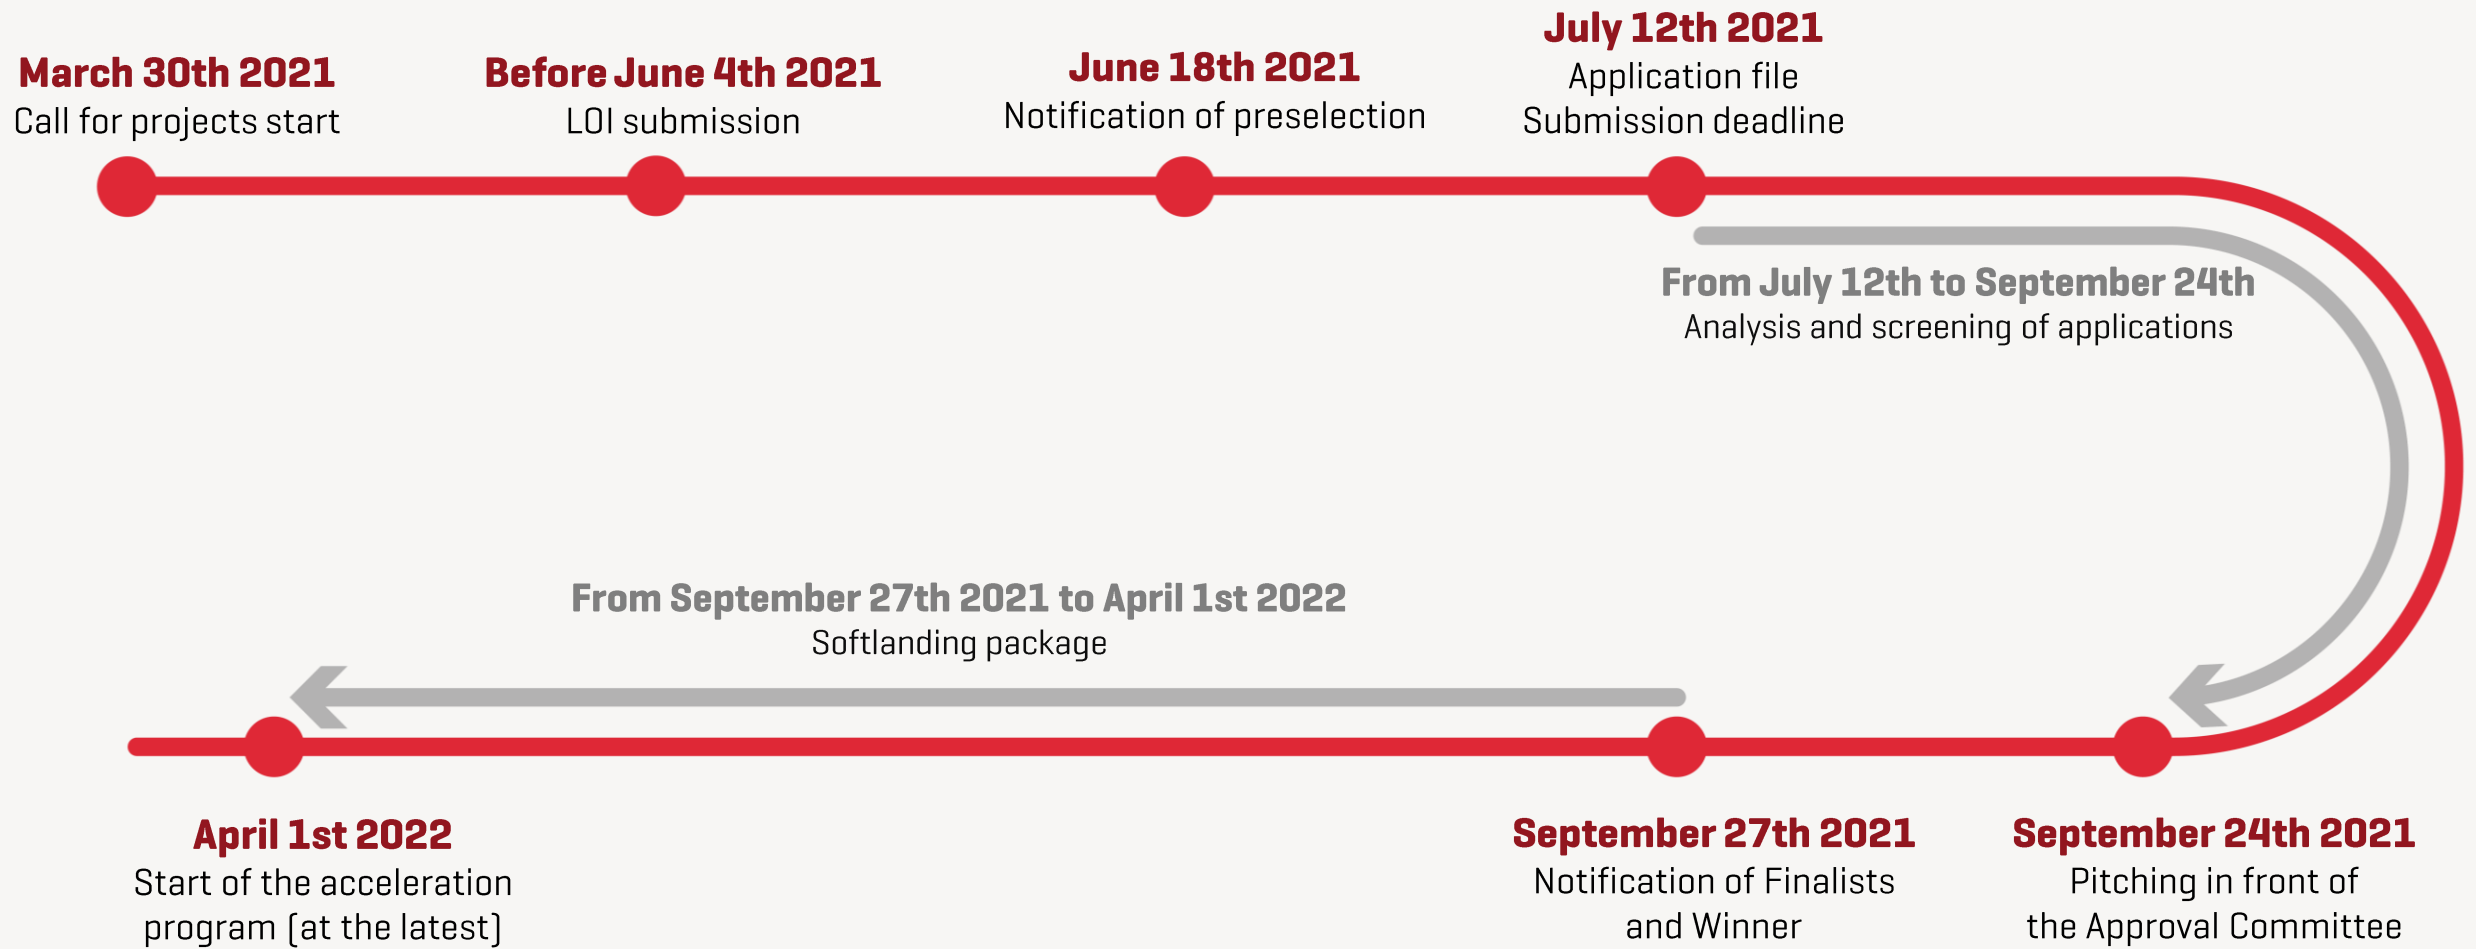 March 30th 2021
Call for projects start
Before June 4th 2021
LOI submission
June 18th 2021
Notification of preselection
July 12th 2021
Application file
Submission deadline
From July 12th to September 24th
Analysis and screening of applications
From September 27th 2021 to April 1st 2022
Softlanding package
April 1st 2022
Start of the acceleration
program (at the latest)
September 27th 2021
Notification of Finalists
and Winner
September 24th 2021
Pitching in front of
the Approval Committee